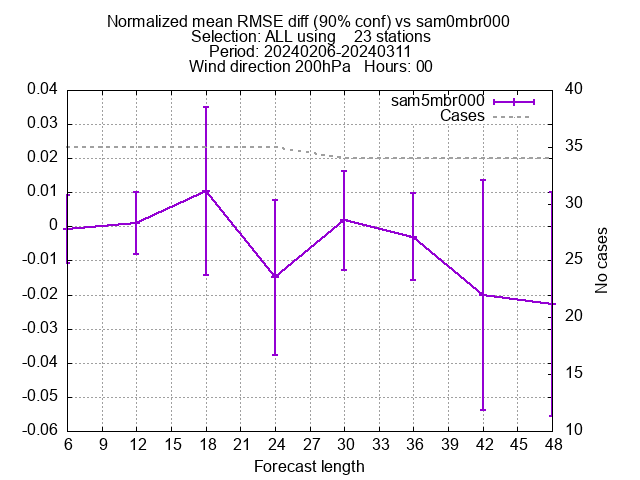 Normalized mean RMSE diff (90% conf) vs sam0mbr000
Selection: ALL using    23 stations
Period: 20240206-20240311
Wind direction 200hPa   Hours: 00
sam5mbr000
Cases
0.04
0.03
0.02
0.01
0
-0.01
-0.02
-0.03
-0.04
-0.05
-0.06
40
35
30
25
20
15
10
No cases
6 9 12 15 18 21 24 27 30 33 36 39 42 45 48
Forecast length